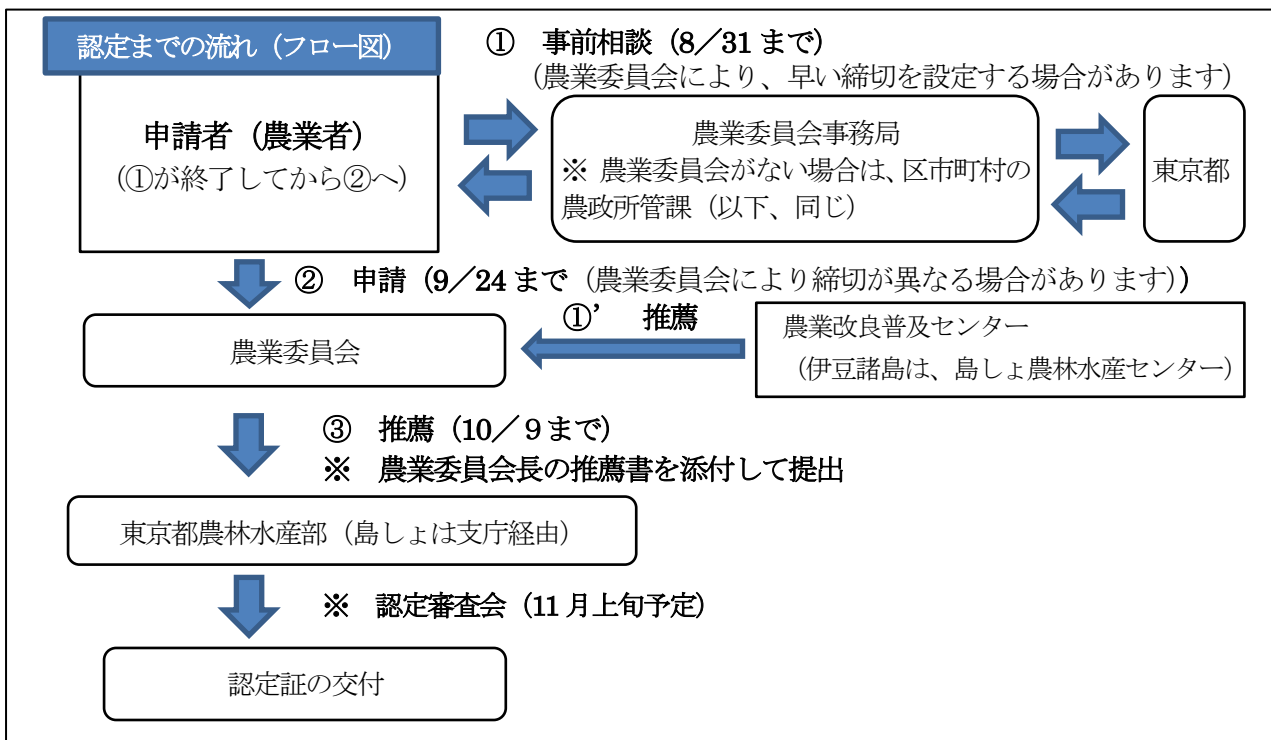 認定までの流れ（フロー図）
① 事前相談（8／31 まで）
（農業委員会により、早い締切を設定する場合があります）
申請者（農業者）
（①が終了してから②へ）
農業委員会事務局
※ 農業委員会がない場合は、区市町村の
農政所管課（以下、同じ）
東京都
② 申請（9／24 まで（農業委員会により締切が異なる場合があります））
①’ 推薦
農業委員会
農業改良普及センター
（伊豆諸島は、島しょ農林水産センター）
③ 推薦（10／９まで）
※ 農業委員会長の推薦書を添付して提出
東京都農林水産部（島しょは支庁経由）
※ 認定審査会（11 月上旬予定）
認定証の交付